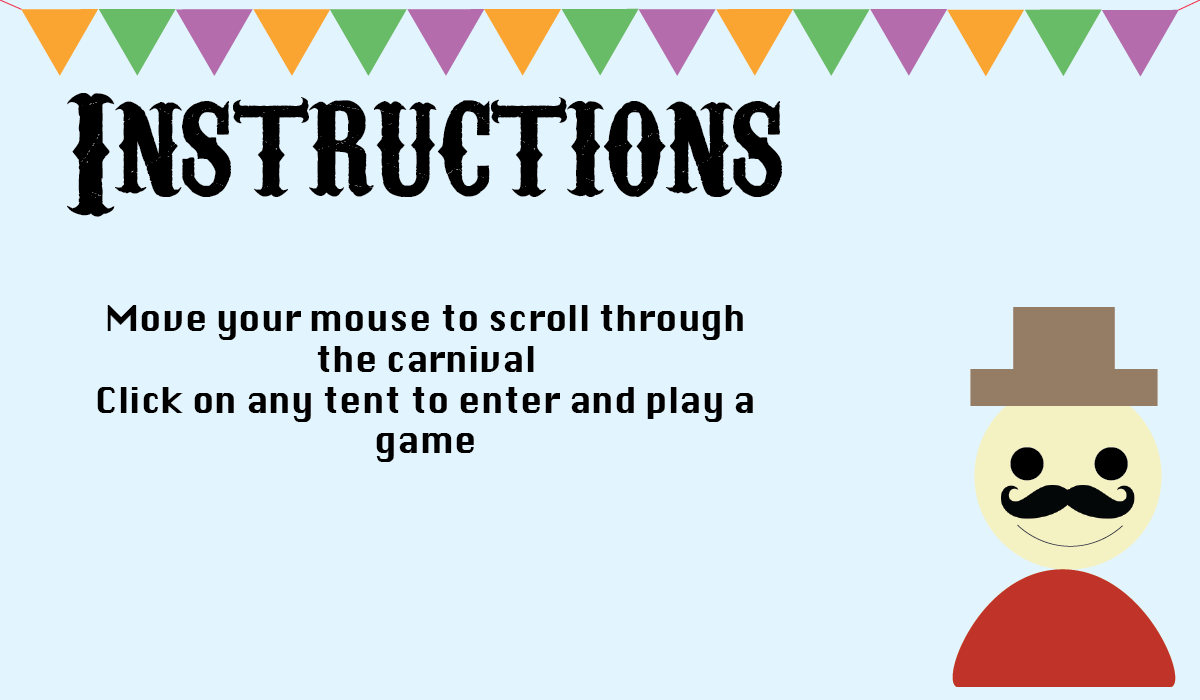 Instructions
Move your mouse to scroll through
the carnival
Click on any tent to enter and play a
game